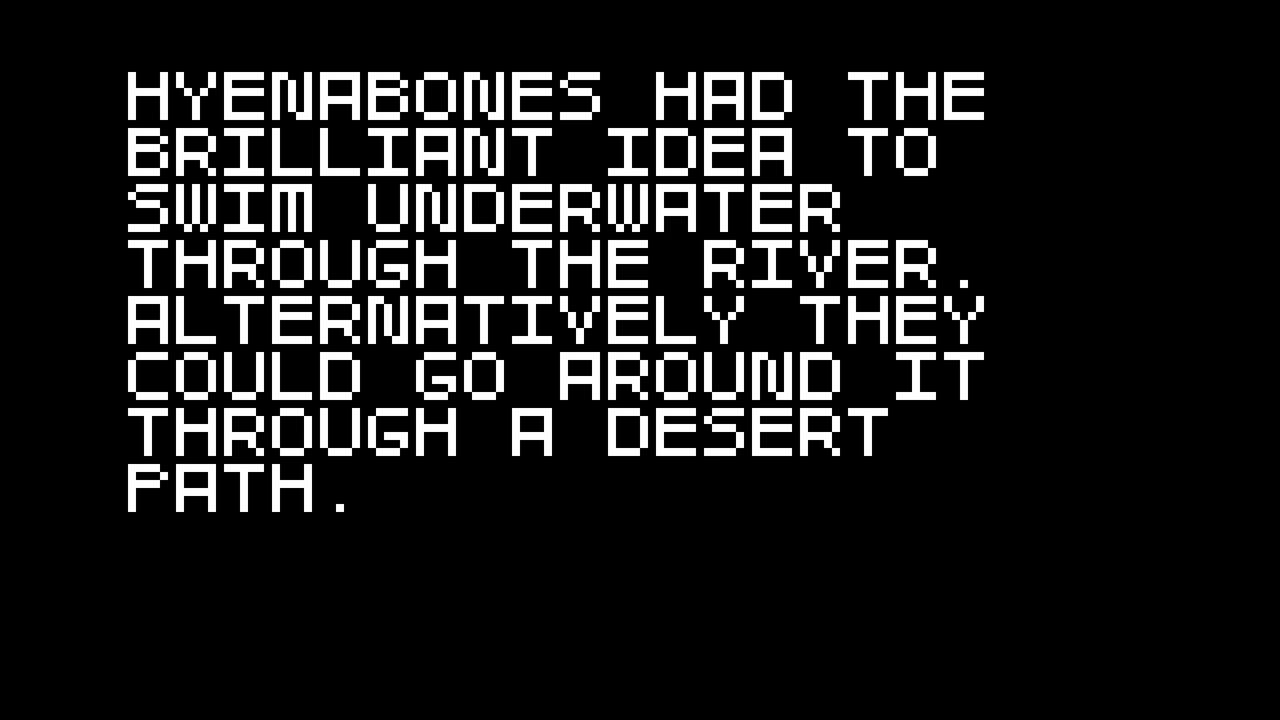 HYENABONES HAD THE
BRILLIANT IDEA TO
SWIM UNDERWATER
THROUGH THE RIVER.
ALTERNATIVELY THEY
COULD GO AROUND IT
THROUGH A DESERT
PATH.